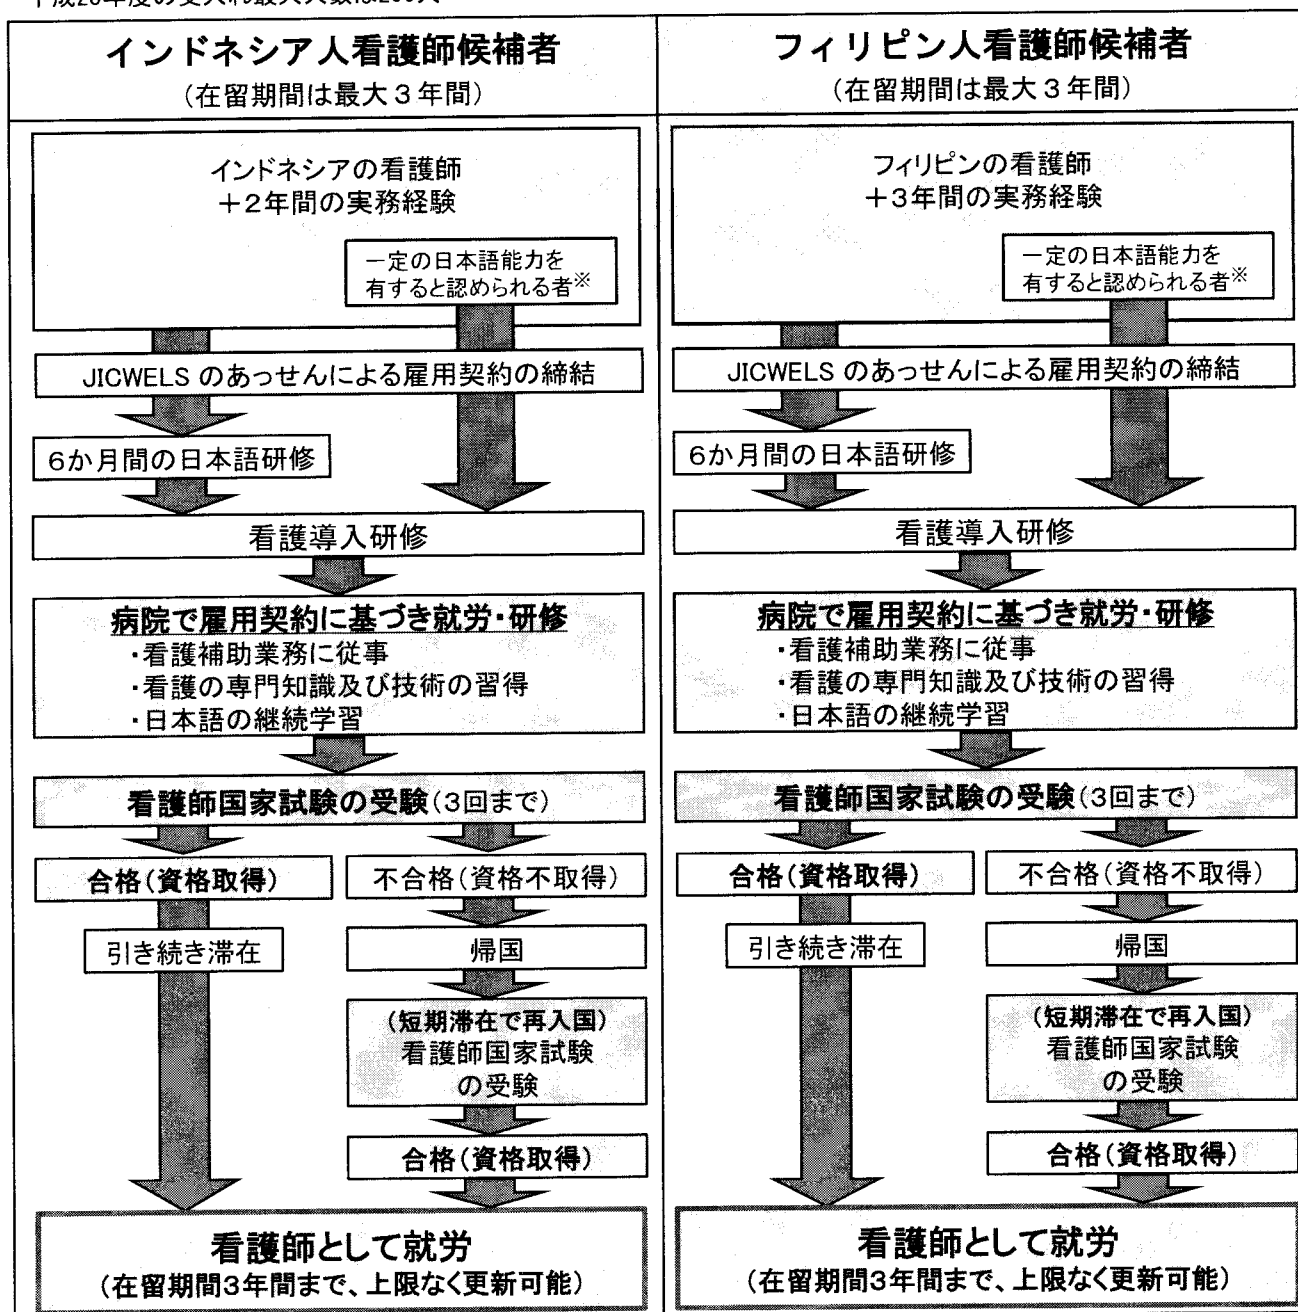 インドネシア人看護師候補者
(在留期間は最大3年間)
インドネシアの看護師
+2年間の実務経験
一定の日本語能力を
有すると認められる者※
JICWELS のあっせんによる雇用契約の締結
6か月間の日本語研修
看護導入研修
病院で雇用契約に基づき就労・研修
・看護補助業務に従事
・看護の専門知識及び技術の習得
・日本語の継続学習
看護師国家試験の受験(3回まで)
合格(資格取得)
不合格(資格不取得)
引き続き滞在
帰国
(短期滞在で再入国)
看護師国家試験
の受験
合格(資格取得)
看護師として就労
(在留期間3年間まで、上限なく更新可能)
フィリピン人看護師候補者
(在留期間は最大3年間)
フィリピンの看護師
+3年間の実務経験
一定の日本語能力を
有すると認められる者※
JICWELS のあっせんによる雇用契約の締結
6か月間の日本語研修
看護導入研修
病院で雇用契約に基づき就労・研修
・看護補助業務に従事
・看護の専門知識及び技術の習得
・日本語の継続学習
看護師国家試験の受験(3回まで)
合格(資格取得)
不合格(資格不取得)
引き続き滞在
帰国
(短期滞在で再入国)
看護師国家試験
の受験
合格(資格取得)
看護師として就労
(在留期間3年間まで、上限なく更新可能)